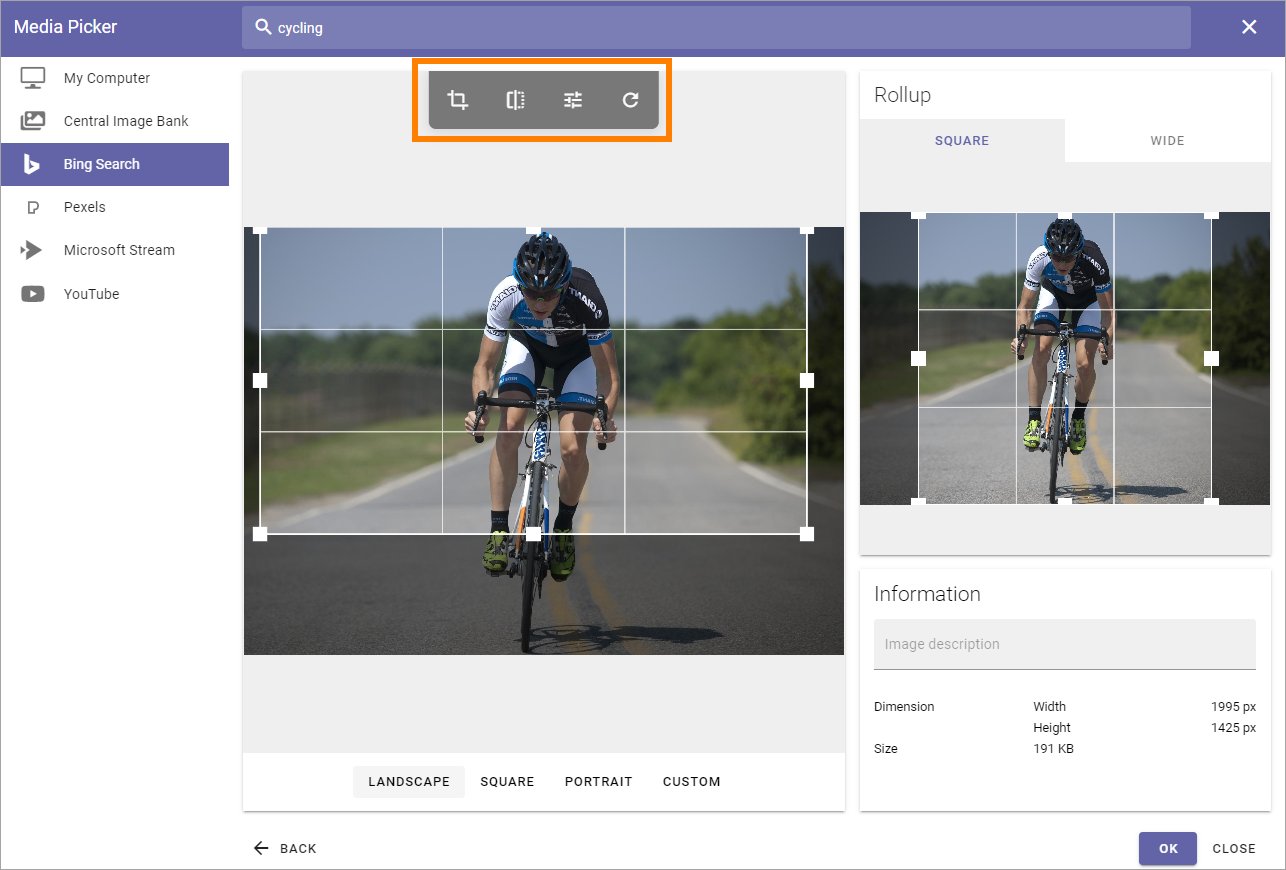 Media Picker
cycling
My Computer
Central Image Bank
Bing Search
Pexels
Microsoft Stream
YouTube
LANDSCAPE SQUARE PORTRAIT CUSTOM
BACK
Rollup
SQUARE WIDE
GIANT
Information
Image description
Dimension Width 1995 px
Height 1425 px
Size 191 KB
OK CLOSE